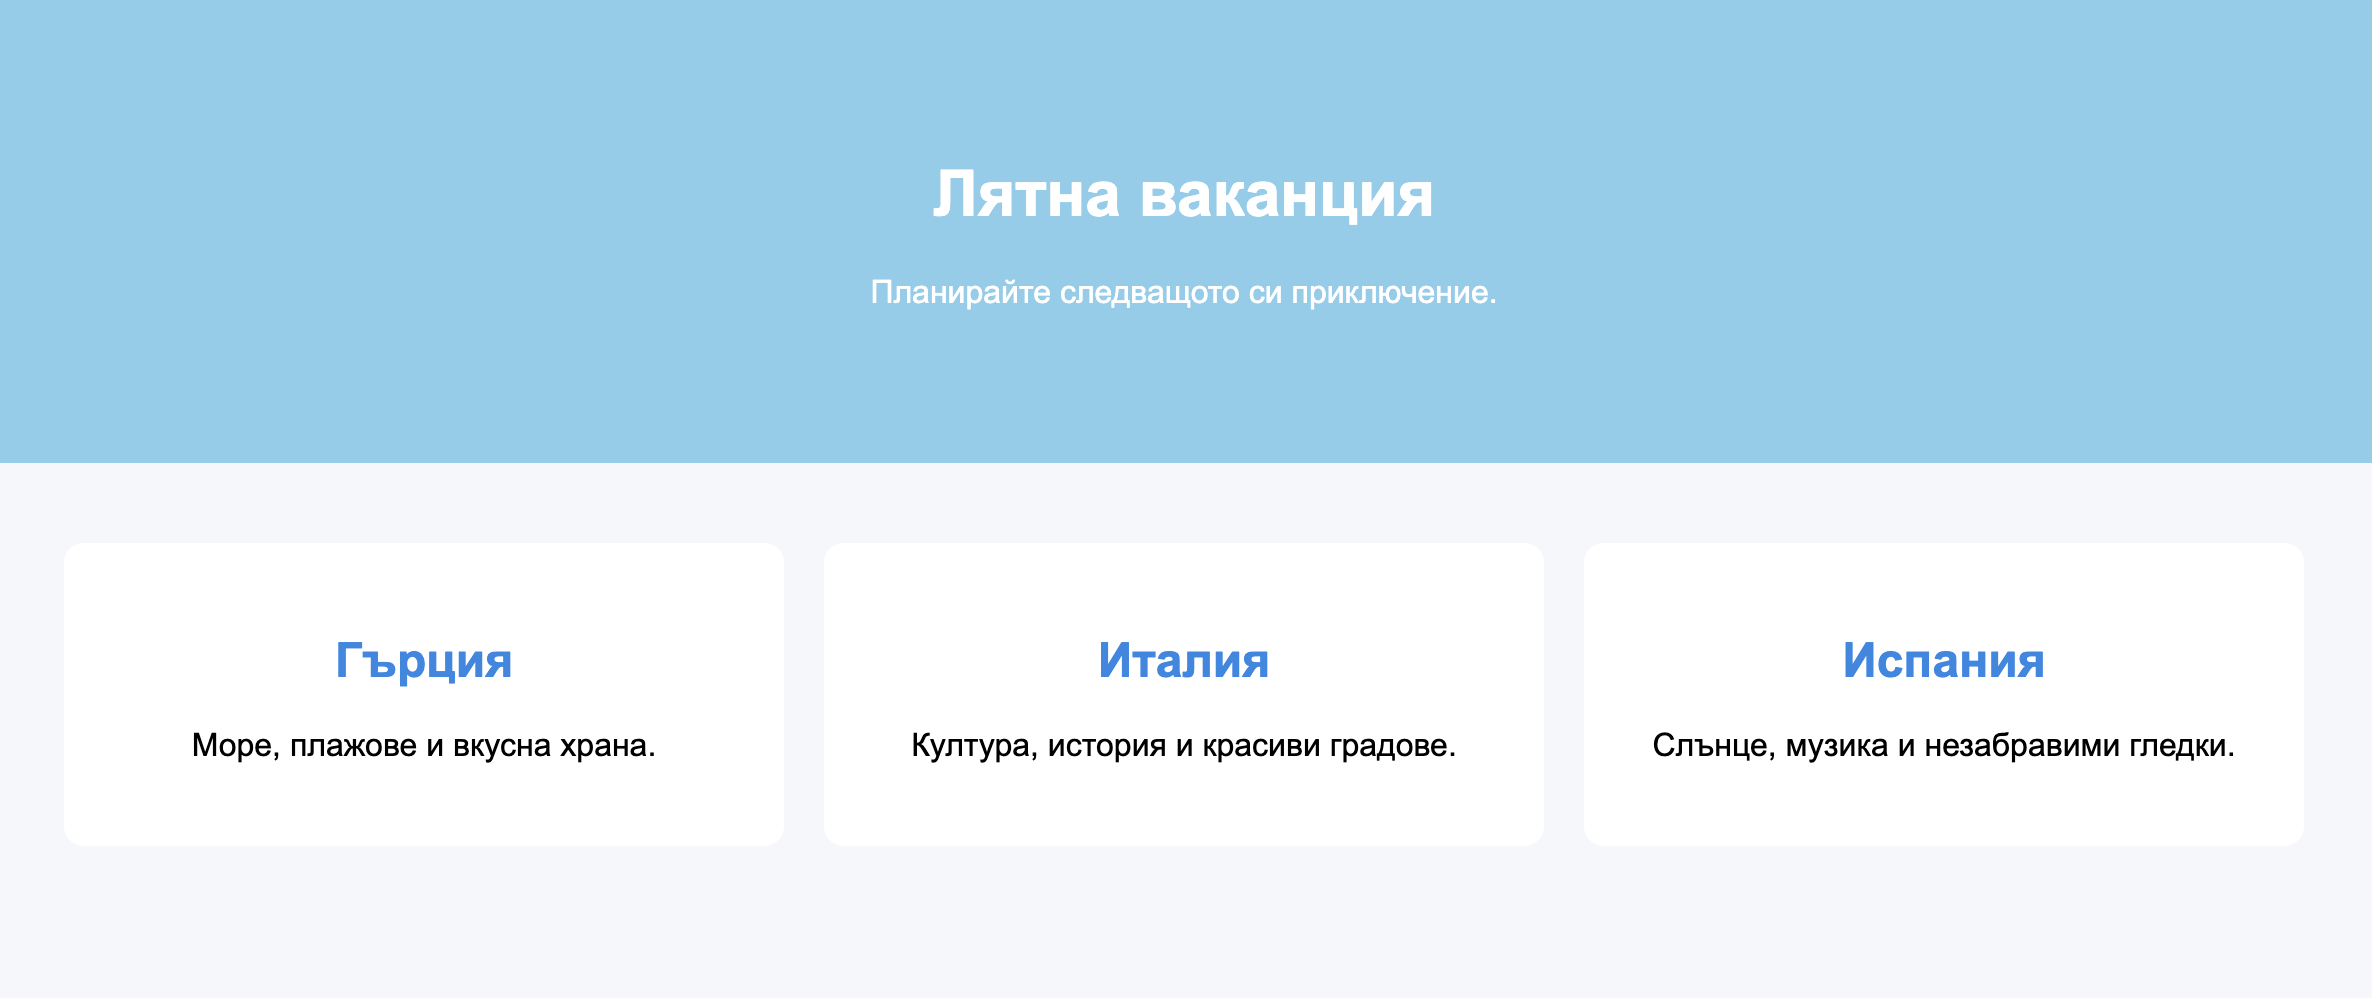 Лятна ваканция
Планирайте следващото си приключение.
Гърция
Море, плажове и вкусна храна.
Италия
Култура, история и красиви градове.
Испания
Слънце, музика и незабравими гледки.